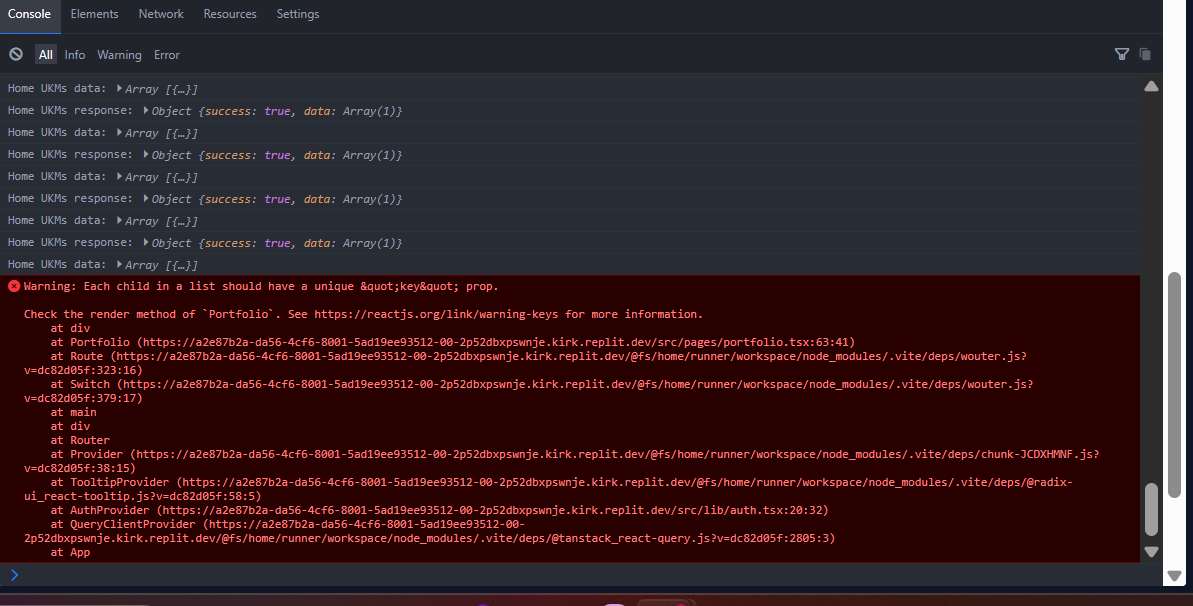 Console Elements Network Resources Settings
All Info Warning Error
Home UKMs data: Array [{…}]
Home UKMs response: Object {success: true, data: Array(1)}
Home UKMs data: Array [{…}]
Home UKMs response: Object {success: true, data: Array(1)}
Home UKMs data: Array [{…}]
Home UKMs response: Object {success: true, data: Array(1)}
Home UKMs data: Array [{…}]
Home UKMs response: Object {success: true, data: Array(1)}
Home UKMs data: Array [{…}]
Warning: Each child in a list should have a unique &quot;key&quot; prop.
Check the render method of `Portfolio`. See https://reactjs.org/link/warning-keys for more information.
at div
at Portfolio (https://a2e87b2a-da56-4cf6-8001-5ad19ee93512-00-2p52dbxpswnje.kirk.replit.dev/src/pages/portfolio.tsx:63:41)
at Route (https://a2e87b2a-da56-4cf6-8001-5ad19ee93512-00-2p52dbxpswnje.kirk.replit.dev/@fs/home/runner/workspace/node_modules/.vite/deps/wouter.js?
v=dc82d05f:323:16)
at Switch (https://a2e87b2a-da56-4cf6-8001-5ad19ee93512-00-2p52dbxpswnje.kirk.replit.dev/@fs/home/runner/workspace/node_modules/.vite/deps/wouter.js?
v=dc82d05f:379:17)
at main
at div
at Router
at Provider (https://a2e87b2a-da56-4cf6-8001-5ad19ee93512-00-2p52dbxpswnje.kirk.replit.dev/@fs/home/runner/workspace/node_modules/.vite/deps/chunk-JCDXHMNF.js?
v=dc82d05f:38:15)
at TooltipProvider (https://a2e87b2a-da56-4cf6-8001-5ad19ee93512-00-2p52dbxpswnje.kirk.replit.dev/@fs/home/runner/workspace/node_modules/.vite/deps/@radix-
ui_react-tooltip.js?v=dc82d05f:58:5)
at AuthProvider (https://a2e87b2a-da56-4cf6-8001-5ad19ee93512-00-2p52dbxpswnje.kirk.replit.dev/src/lib/auth.tsx:20:32)
at QueryClientProvider (https://a2e87b2a-da56-4cf6-8001-5ad19ee93512-00-
2p52dbxpswnje.kirk.replit.dev/@fs/home/runner/workspace/node_modules/.vite/deps/@tanstack_react-query.js?v=dc82d05f:2805:3)
at App